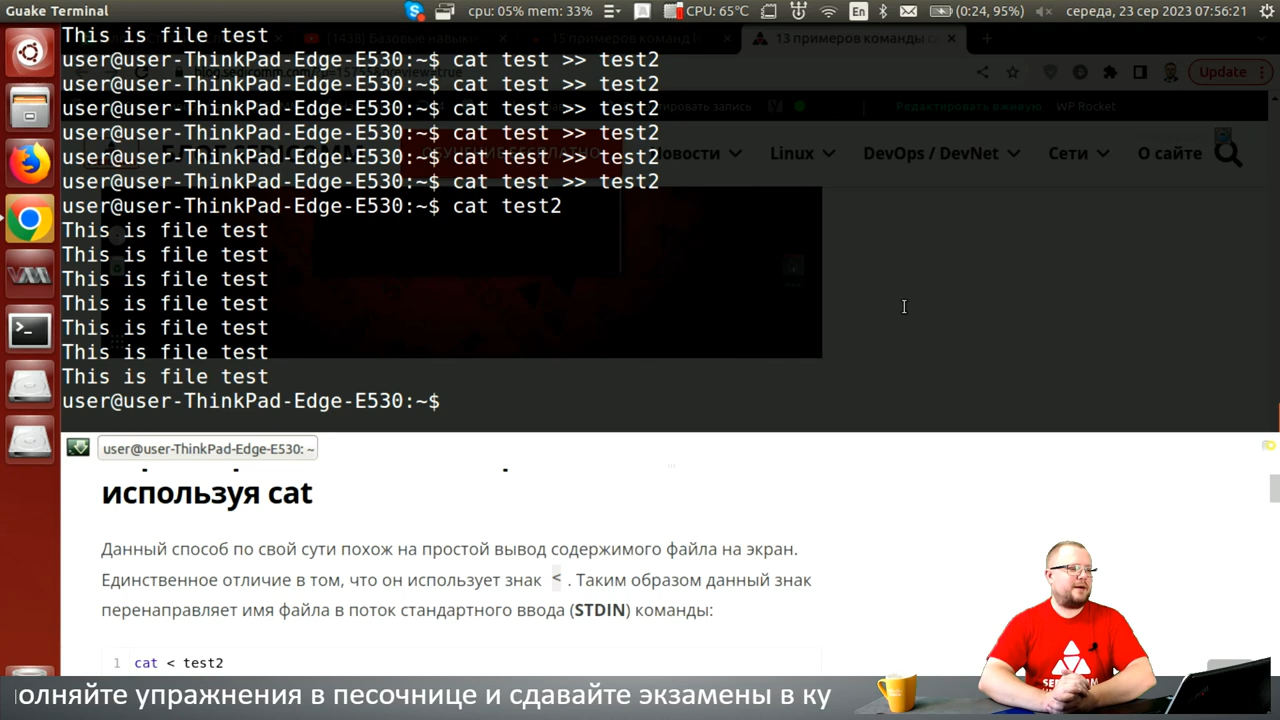 Guake Terminal
cpu: 05% mem: 33%
CPU: 65°C
En
(0:24, 95%)
середа, 23 сер 2023 07:56:21
This is file test
13 примеров команды
user@user-ThinkPad-Edge-E530:~$ cat test >> test2
Update
user@user-ThinkPad-Edge-E530:~$ cat test >> test2
user@user-ThinkPad-Edge-E530:~$ cat test >> test2
Редактировать вживую
WP Rocket
user@user-ThinkPad-Edge-E530:~$ cat test >> test2
user@user-ThinkPad-Edge-E530:~$ cat test >> test2
Linux
DevOps / DevNet
Сети
О сайте
user@user-ThinkPad-Edge-E530:~$ cat test >> test2
user@user-ThinkPad-Edge-E530:~$ cat test2
This is file test
This is file test
This is file test
This is file test
This is file test
This is file test
This is file test
user@user-ThinkPad-Edge-E530:~$
user@user-ThinkPad-Edge-E530: ~
используя cat
Данный способ по свой сути похож на простой вывод содержимого файла на экран.
Единственное отличие в том, что он использует знак < . Таким образом данный знак
перенаправляет имя файла в поток стандартного ввода (STDIN) команды:
1 cat < test2
олняйте упражнения в песочнице и сдавайте экзамены в ку